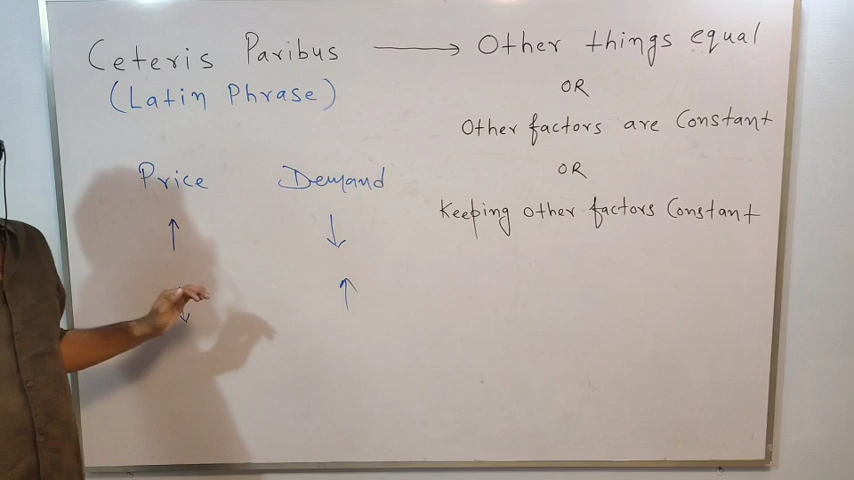 Ceteris Paribus → Other things equal
(Latin Phrase)
OR
Other factors are Constant
OR
Keeping other factors Constant
Price Demand
↑ ↓
↓ ↑